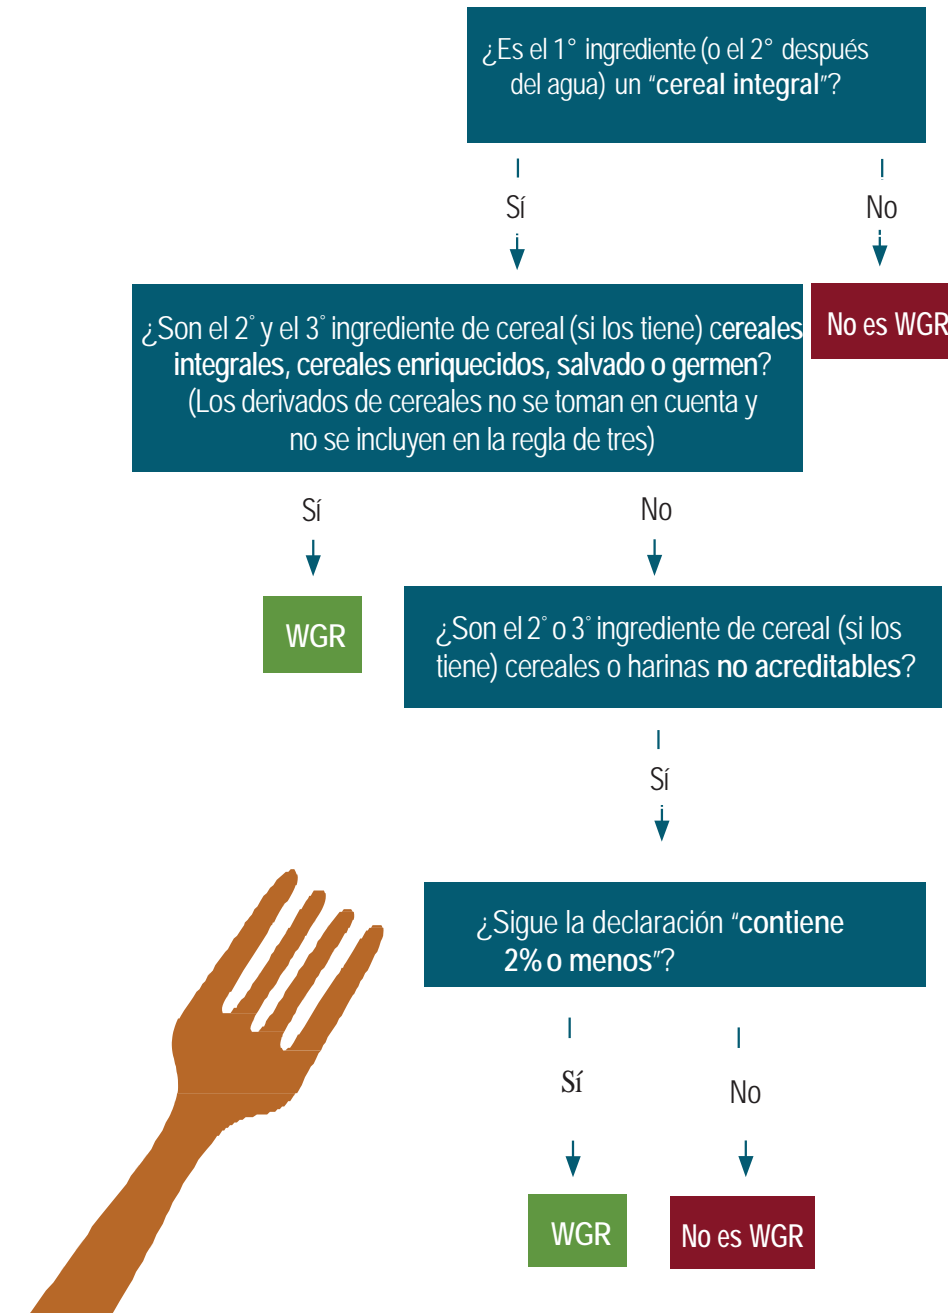 ¿Es el 1° ingrediente (o el 2° después
del agua) un “cereal integral”?
Sí
No
¿Son el 2° y el 3° ingrediente de cereal (si los tiene) cereales
integrales, cereales enriquecidos, salvado o germen?
(Los derivados de cereales no se toman en cuenta y
no se incluyen en la regla de tres)
No es WGR
Sí
No
WGR
¿Son el 2° o 3° ingrediente de cereal (si los
tiene) cereales o harinas no acreditables?
Sí
¿Sigue la declaración “contiene
2% o menos”?
Sí
No
WGR
No es WGR